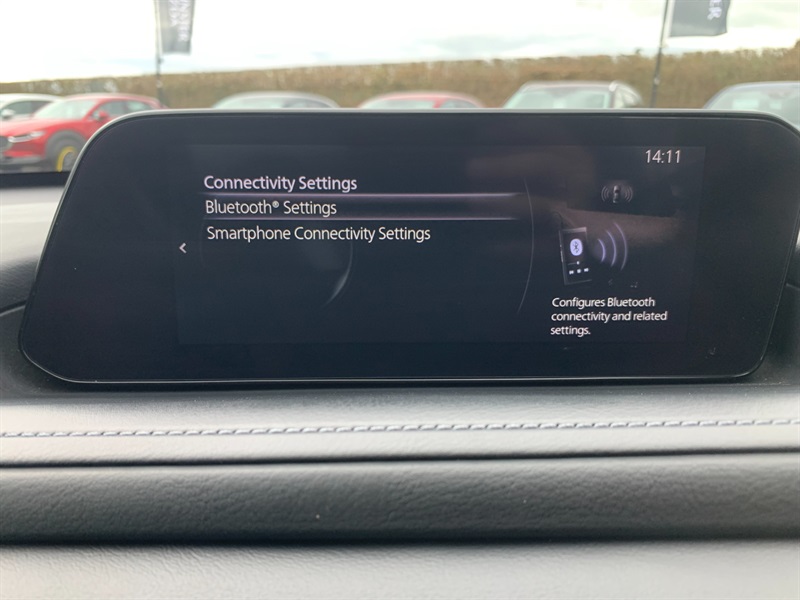 14:11
Connectivity Settings
Bluetooth® Settings
Smartphone Connectivity Settings
Configures Bluetooth
connectivity and related
settings.